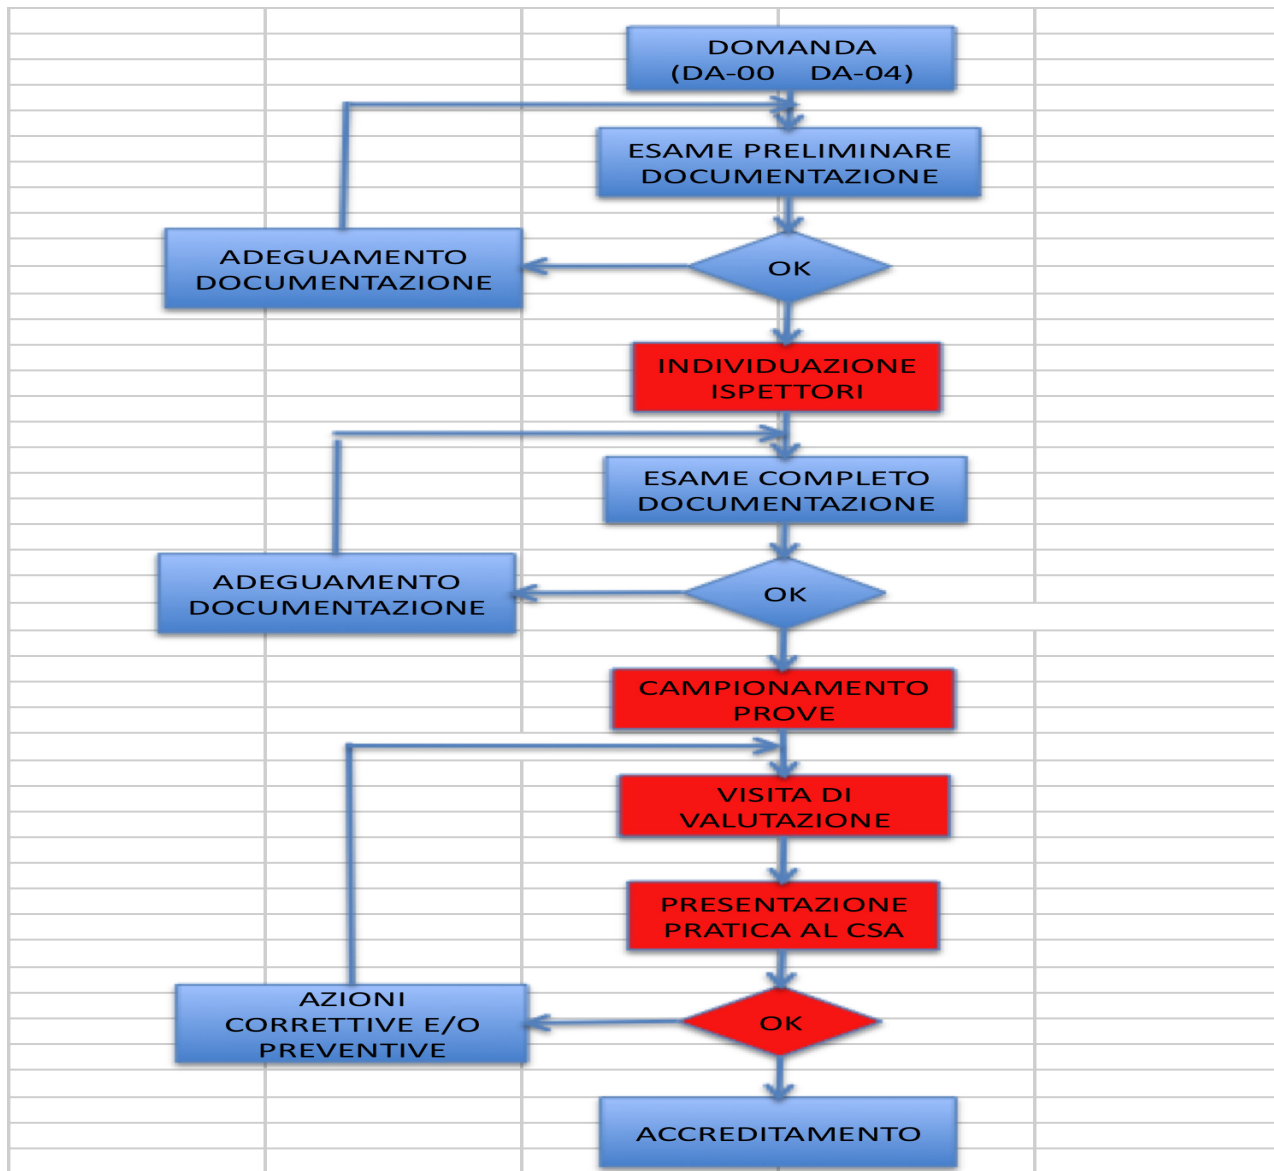 DOMANDA
(DA-00 DA-04)
ESAME PRELIMINARE
DOCUMENTAZIONE
ADEGUAMENTO
DOCUMENTAZIONE
OK
INDIVIDUAZIONE
ISPETTORI
ESAME COMPLETO
DOCUMENTAZIONE
ADEGUAMENTO
DOCUMENTAZIONE
OK
CAMPIONAMENTO
PROVE
VISITA DI
VALUTAZIONE
PRESENTAZIONE
PRATICA AL CSA
AZIONI
CORRETTIVE E/O
PREVENTIVE
OK
ACCREDITAMENTO